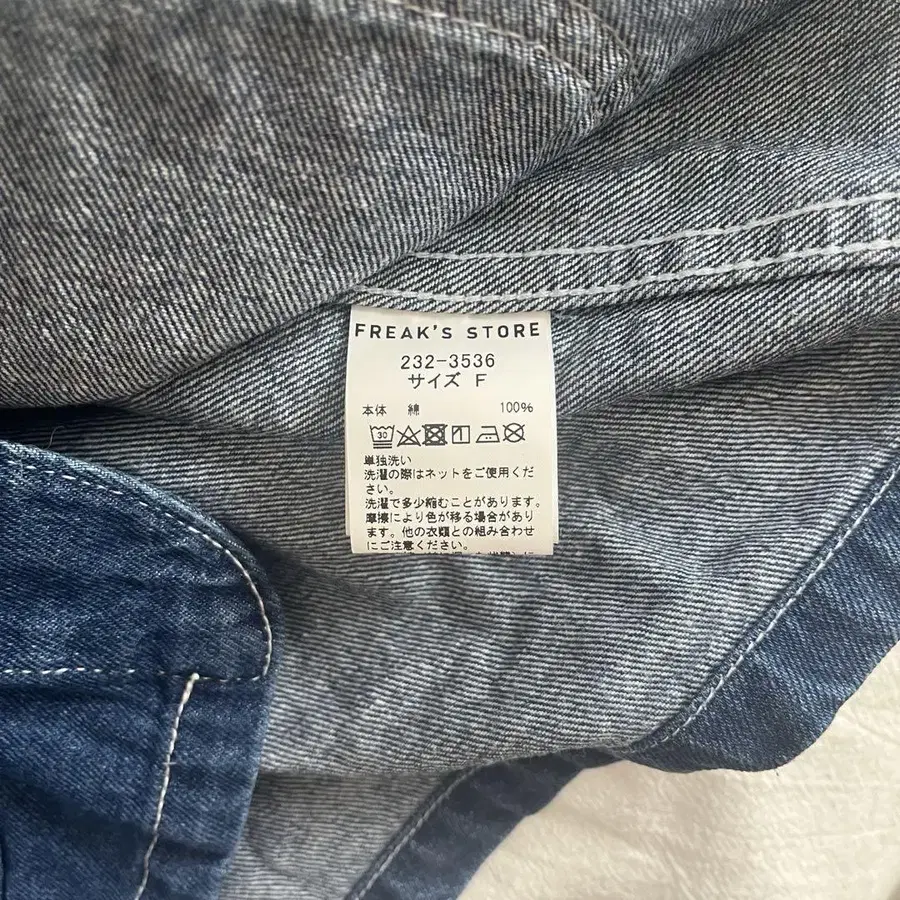 FREAK'S STORE
232-3536
サイズ F
本体 綿 100%
30
単独洗い
洗濯の際はネットをご使用くだ
さい。
洗濯で多少縮むことがあります。
摩擦により色が移る場合があり
ます。他の衣類との組み合わせ
にご注意ください。